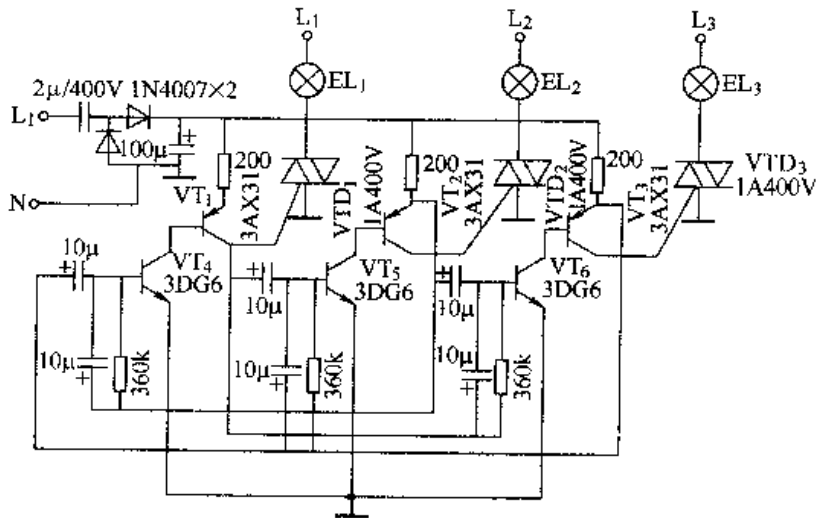 L₁
L₂
L₃
EL₁
EL₂
EL₃
2μ/400V 1N4007×2
L₁
100μ
N
200
VT₁
3AX31
VTD₁
1A400V
200
VT₂
3AX31
VTD₂
1A400V
200
VT₃
3AX31
VTD₃
1A400V
10μ
VT₄
3DG6
10μ
VT₅
3DG6
10μ
VT₆
3DG6
10μ
360k
10μ
360k
10μ
360k